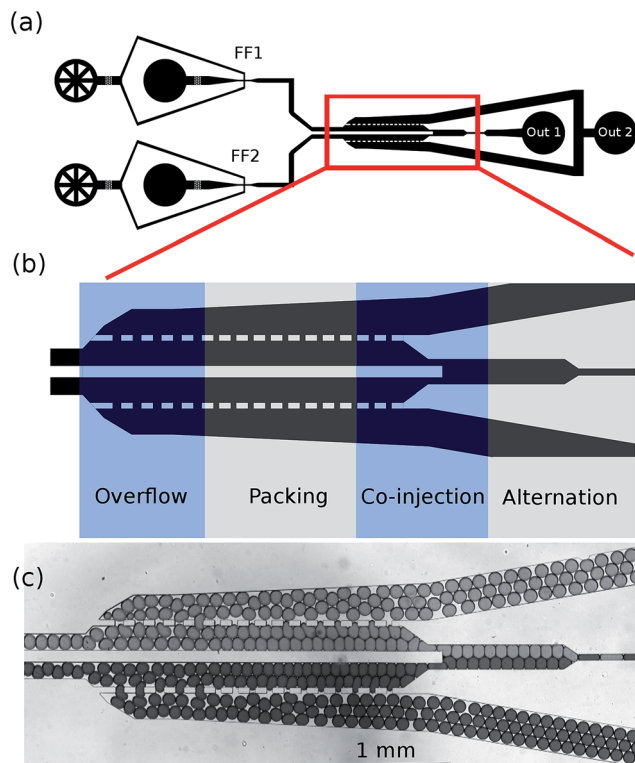 (a)
FF1
FF2
Out 1
Out 2
(b)
Overflow
Packing
Co-injection
Alternation
(c)
1 mm